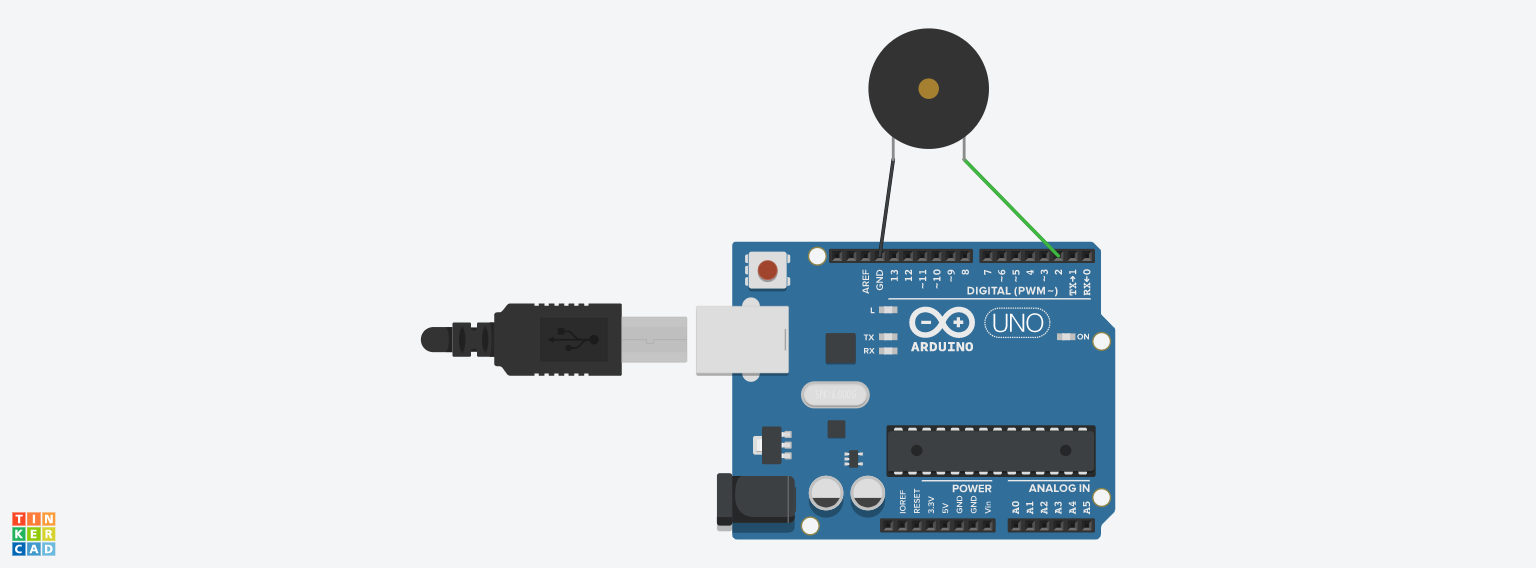 AREF
GND
13
12
~11
~10
~9
8
7
~6
~5
4
~3
2
TX→1
RX←0
DIGITAL (PWM~)
L
TX
RX
ARDUINO
UNO
ON
POWER
ANALOG IN
IOREF
RESET
3.3V
5V
GND
GND
Vin
A0
A1
A2
A3
A4
A5
TIN
KER
CAD